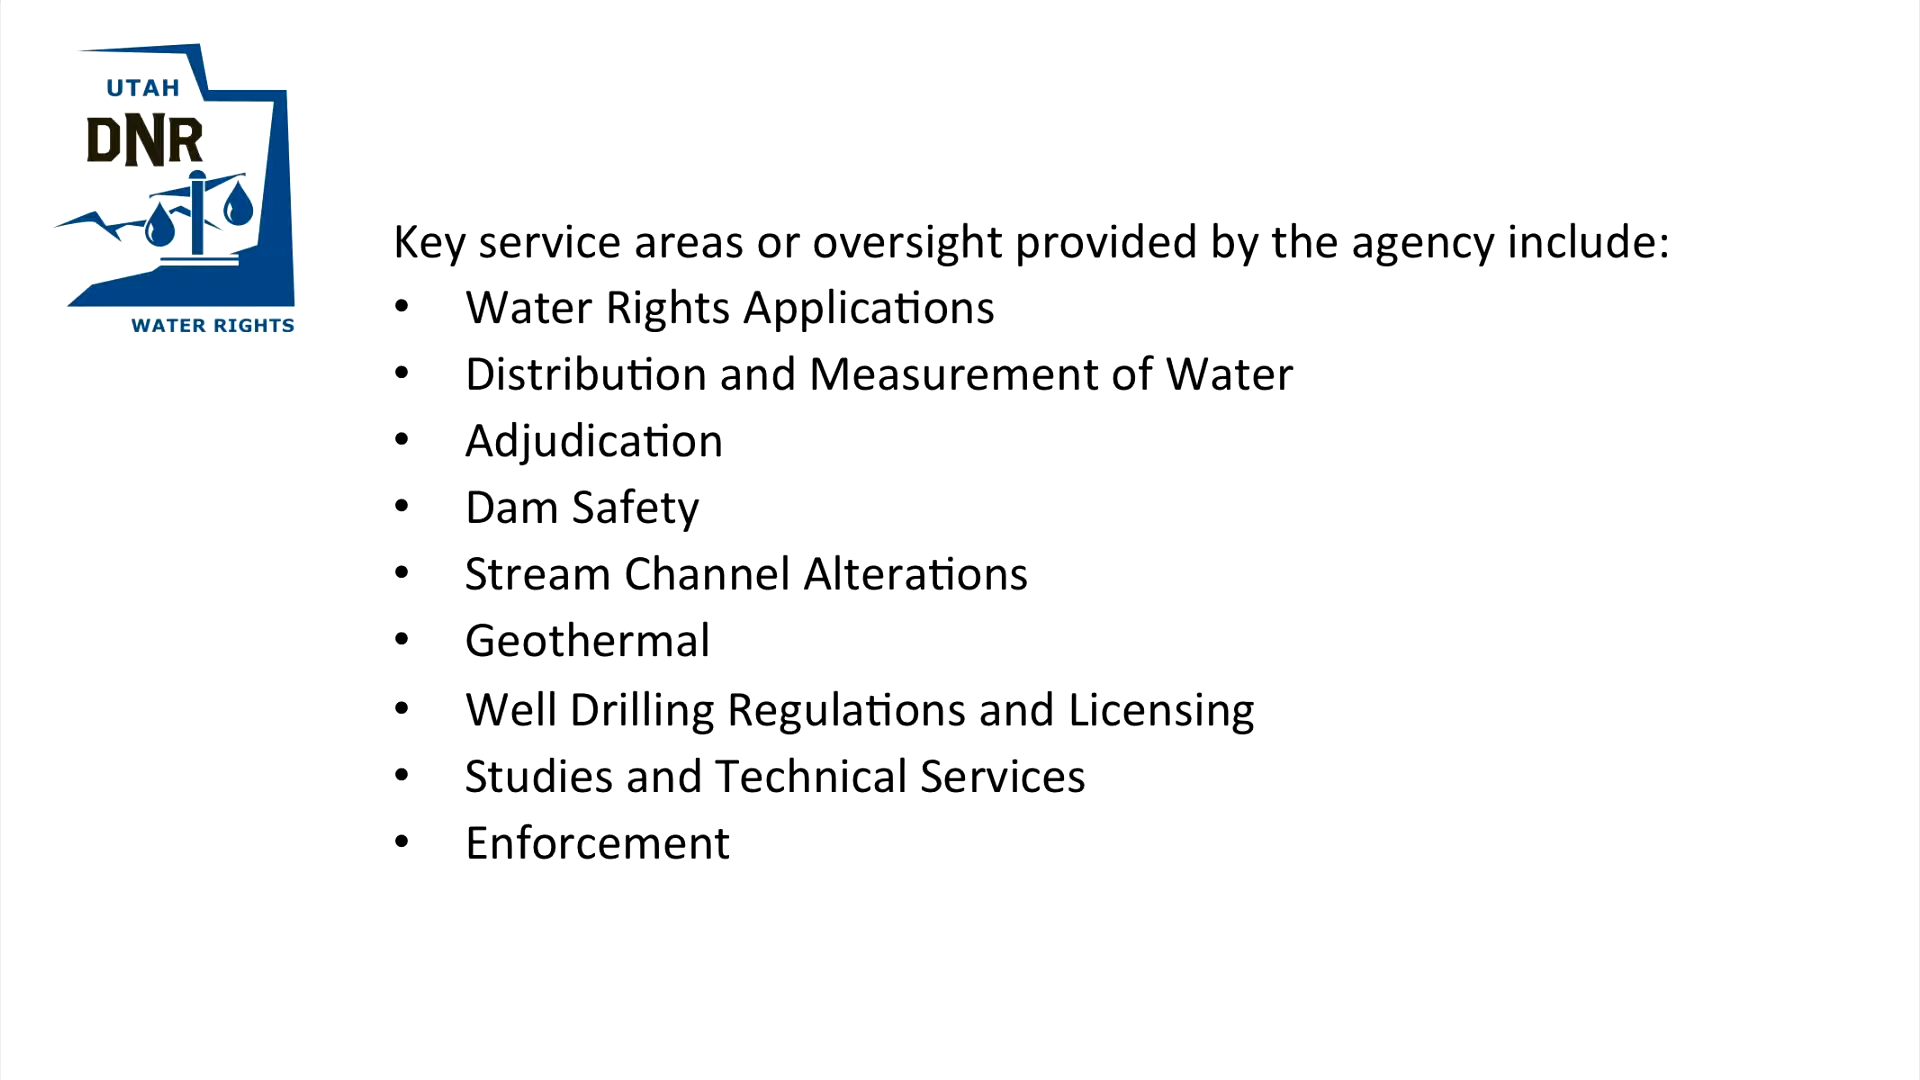 UTAH
DNR
WATER RIGHTS
Key service areas or oversight provided by the agency include:
• Water Rights Applications
• Distribution and Measurement of Water
• Adjudication
• Dam Safety
• Stream Channel Alterations
• Geothermal
• Well Drilling Regulations and Licensing
• Studies and Technical Services
• Enforcement